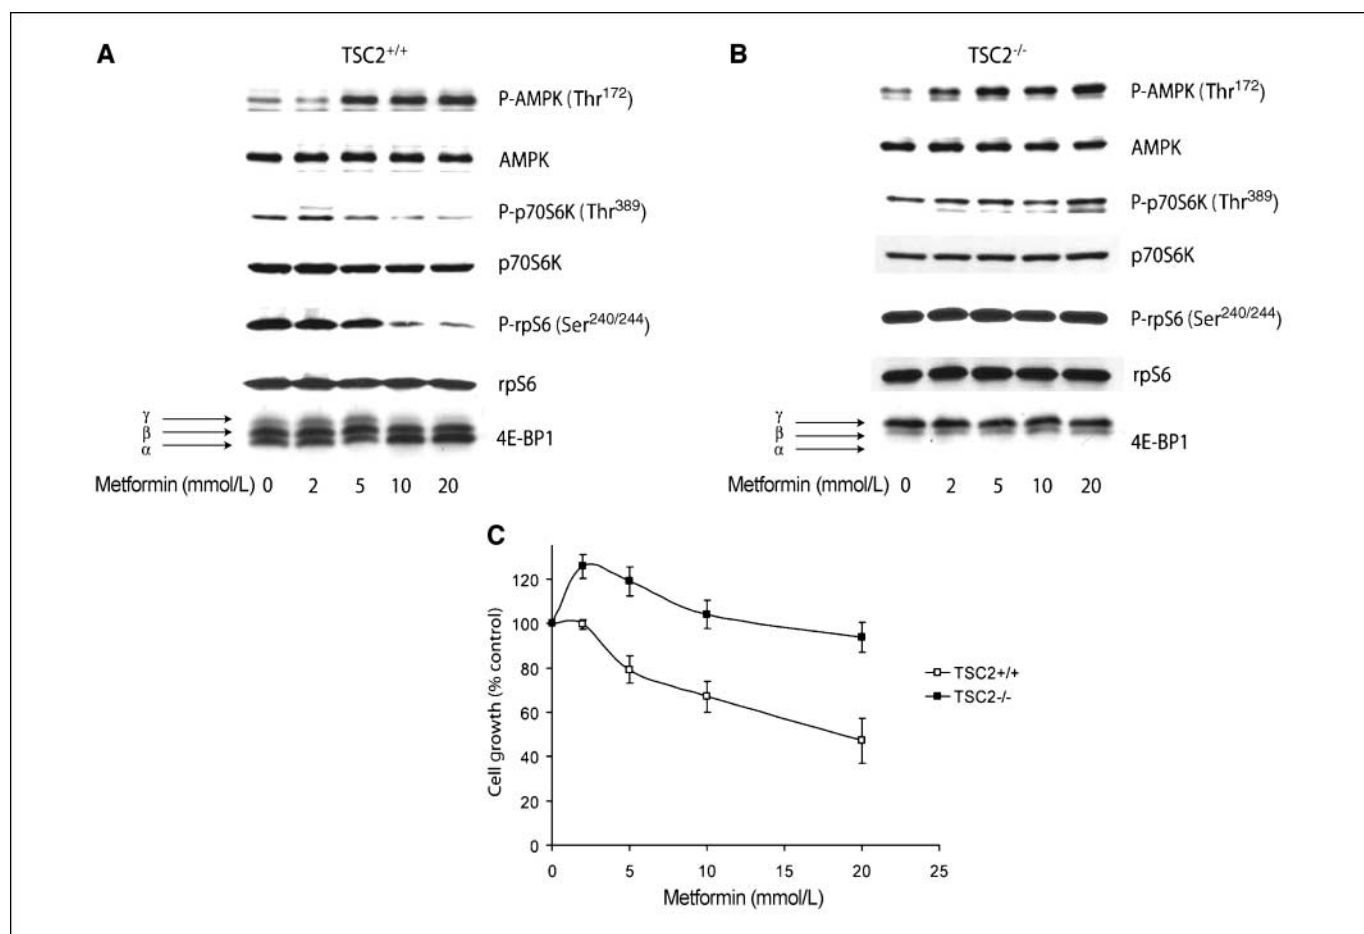 A
TSC2+/+
P-AMPK (Thr172)
AMPK
P-p70S6K (Thr389)
p70S6K
P-rpS6 (Ser240/244)
rpS6
γ
β
α
4E-BP1
Metformin (mmol/L) 0 2 5 10 20
B
TSC2-/-
P-AMPK (Thr172)
AMPK
P-p70S6K (Thr389)
p70S6K
P-rpS6 (Ser240/244)
rpS6
γ
β
α
4E-BP1
Metformin (mmol/L) 0 2 5 10 20
C
Cell growth (% control)
120
100
80
60
40
20
0
0 5 10 15 20 25
Metformin (mmol/L)
TSC2+/+
TSC2-/-